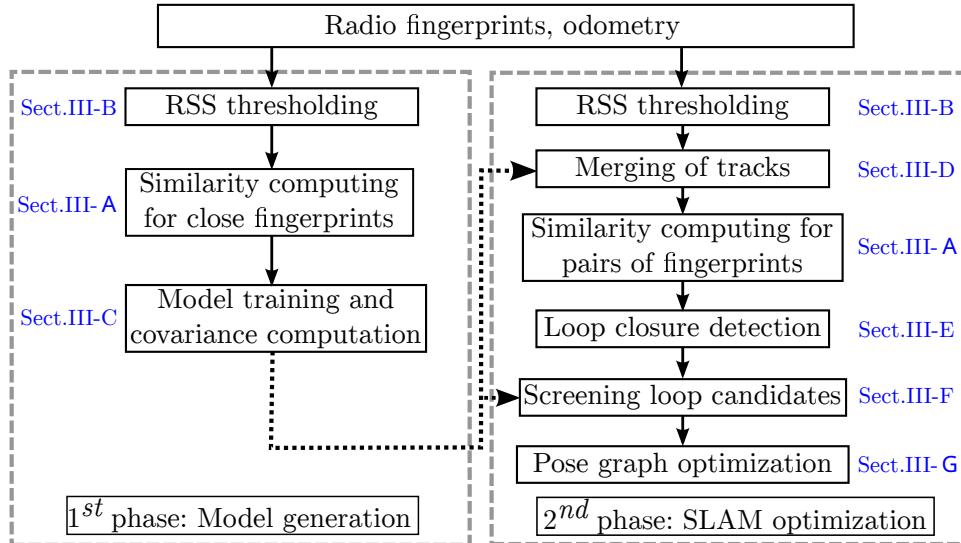 Radio fingerprints, odometry
Sect.III-B
RSS thresholding
Sect.III-A
Similarity computing
for close fingerprints
Sect.III-C
Model training and
covariance computation
1st phase: Model generation
RSS thresholding
Sect.III-B
Merging of tracks
Sect.III-D
Similarity computing for
pairs of fingerprints
Sect.III-A
Loop closure detection
Sect.III-E
Screening loop candidates
Sect.III-F
Pose graph optimization
Sect.III-G
2nd phase: SLAM optimization